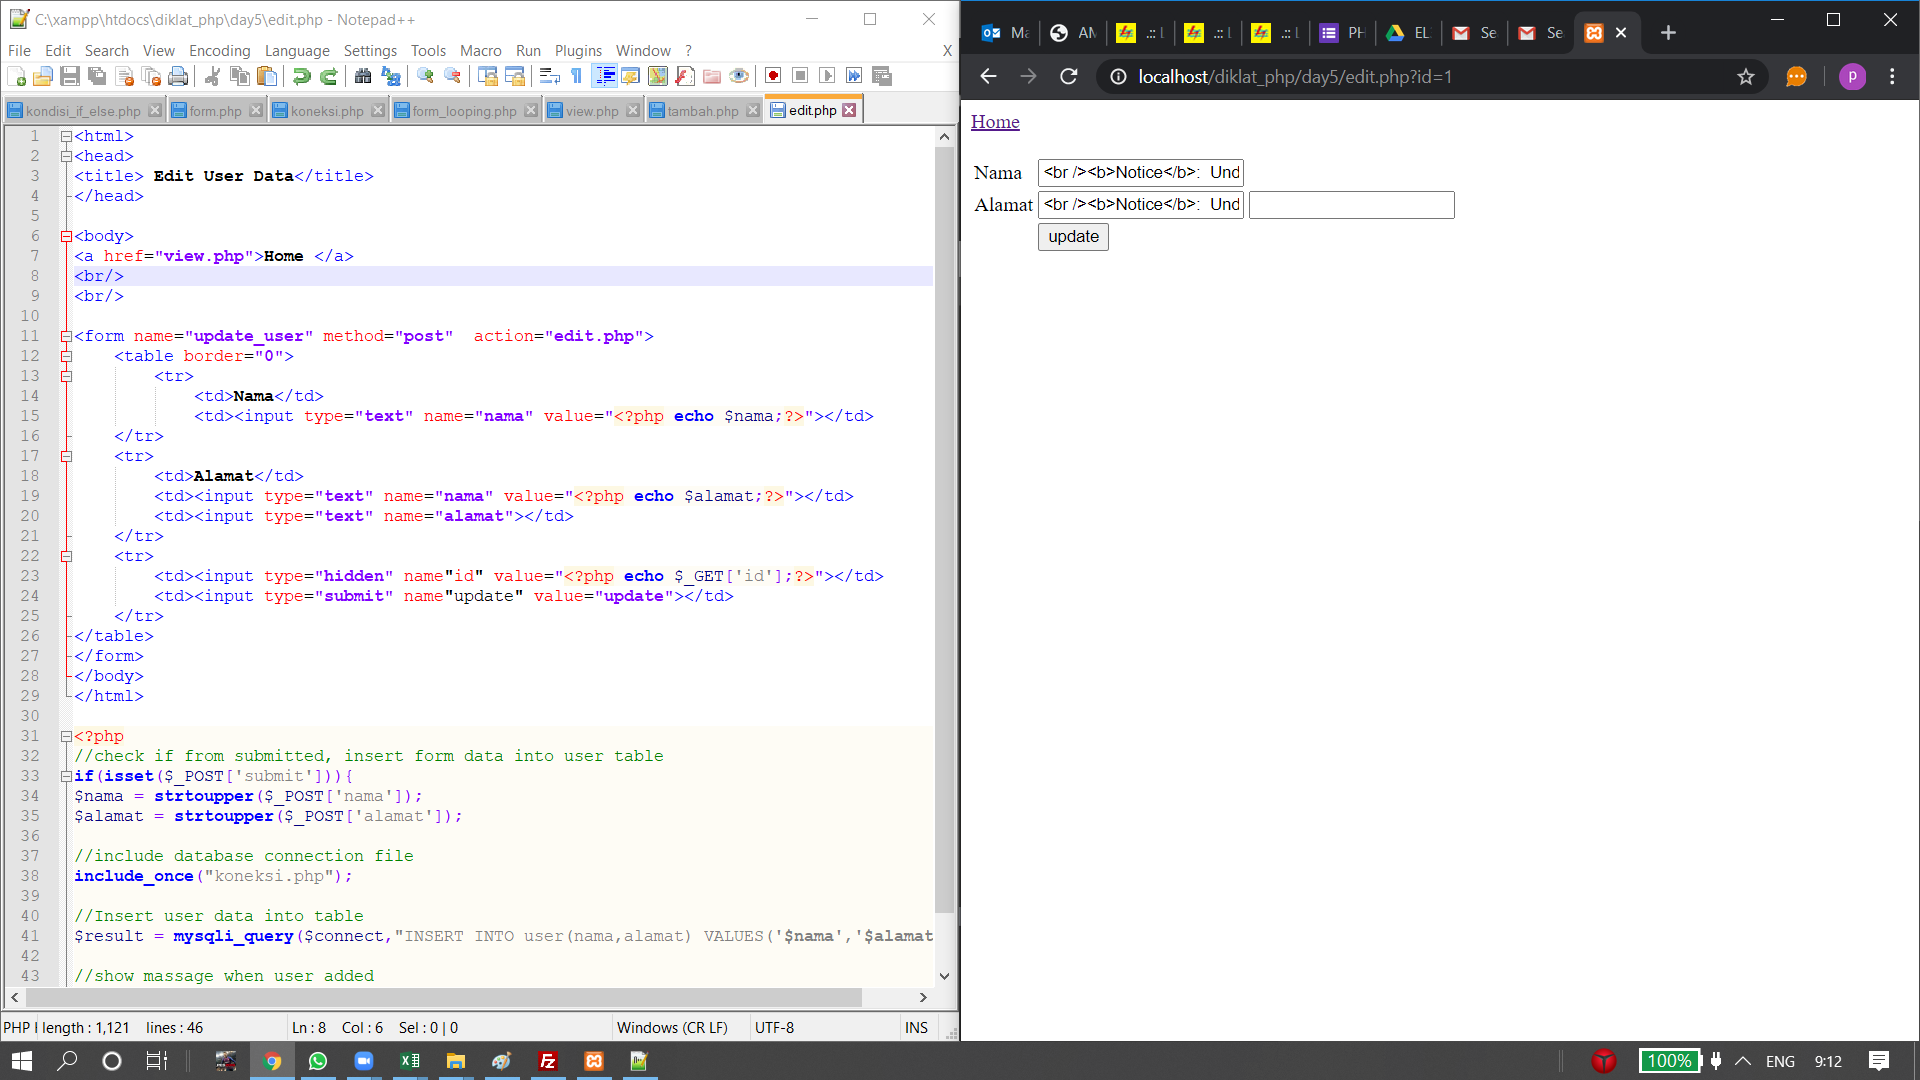 C:\xampp\htdocs\diklat_php\day5\edit.php - Notepad++
File Edit Search View Encoding Language Settings Tools Macro Run Plugins Window ? X
kondisi_if_else.php form.php koneksi.php form_looping.php view.php tambah.php edit.php
1 <html>
2 <head>
3 <title> Edit User Data</title>
4 </head>
5
6 <body>
7 <a href="view.php">Home </a>
8 <br/>
9 <br/>
10
11 <form name="update_user" method="post"  action="edit.php">
12 <table border="0">
13 <tr>
14 <td>Nama</td>
15 <td><input type="text" name="nama" value="<?php echo $nama;?>"></td>
16 </tr>
17 <tr>
18 <td>Alamat</td>
19 <td><input type="text" name="nama" value="<?php echo $alamat;?>"></td>
20 <td><input type="text" name="alamat"></td>
21 </tr>
22 <tr>
23 <td><input type="hidden" name"id" value="<?php echo $_GET['id'];?>"></td>
24 <td><input type="submit" name"update" value="update"></td>
25 </tr>
26 </table>
27 </form>
28 </body>
29 </html>
30
31 <?php
32 //check if from submitted, insert form data into user table
33 if(isset($_POST['submit'])){
34 $nama = strtoupper($_POST['nama']);
35 $alamat = strtoupper($_POST['alamat']);
36
37 //include database connection file
38 include_once("koneksi.php");
39
40 //Insert user data into table
41 $result = mysqli_query($connect,"INSERT INTO user(nama,alamat) VALUES('$nama','$alamat
42
43 //show massage when user added
PHP length : 1,121 lines : 46 Ln : 8 Col : 6 Sel : 0 | 0 Windows (CR LF) UTF-8 INS
Ma AM .:: L .:: L .:: L PH EL Se Se
localhost/diklat_php/day5/edit.php?id=1
P
Home
Nama <br /><b>Notice</b>:  Und
Alamat <br /><b>Notice</b>:  Und
update
100% ENG 9:12